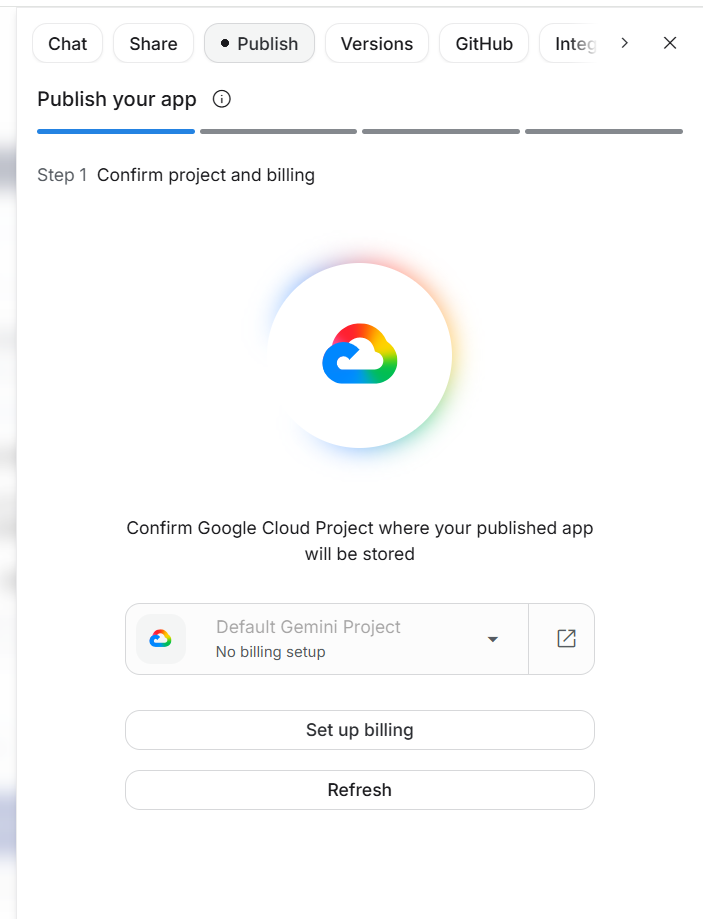 Chat Share Publish Versions GitHub
Publish your app
Step 1 Confirm project and billing
Confirm Google Cloud Project where your published app
will be stored
Default Gemini Project
No billing setup
Set up billing
Refresh